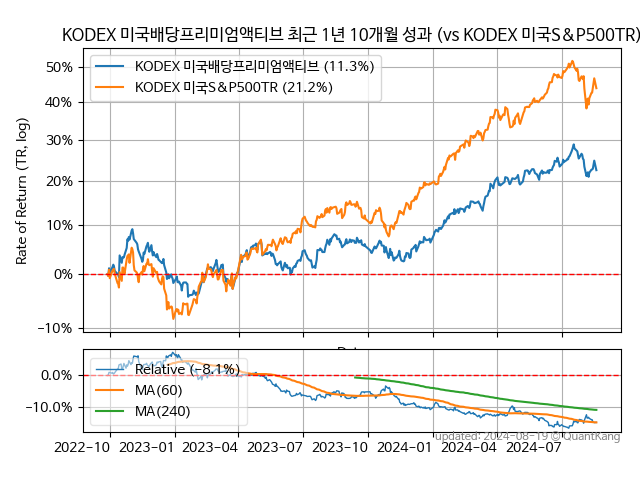 KODEX 미국배당프리미엄액티브 최근 1년 10개월 성과 (vs KODEX 미국S&P500TR)
KODEX 미국배당프리미엄액티브 (11.3%)
KODEX 미국S&P500TR (21.2%)
Rate of Return (TR, log)
50%
40%
30%
20%
10%
0%
−10%
Relative (−8.1%)
MA(60)
MA(240)
0.0%
−10.0%
2022-10 2023-01 2023-04 2023-07 2023-10 2024-01 2024-04 2024-07
updated: 2024-08-19 © QuantKang